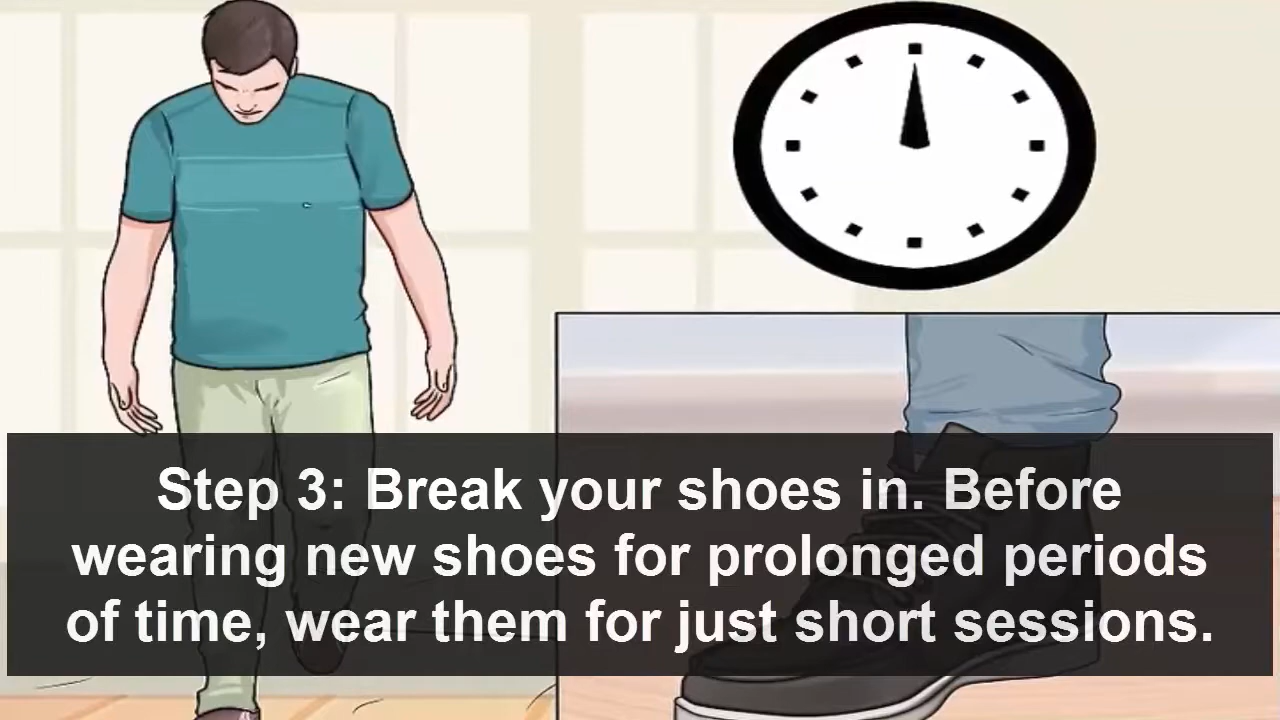 Step 3: Break your shoes in. Before
wearing new shoes for prolonged periods
of time, wear them for just short sessions.